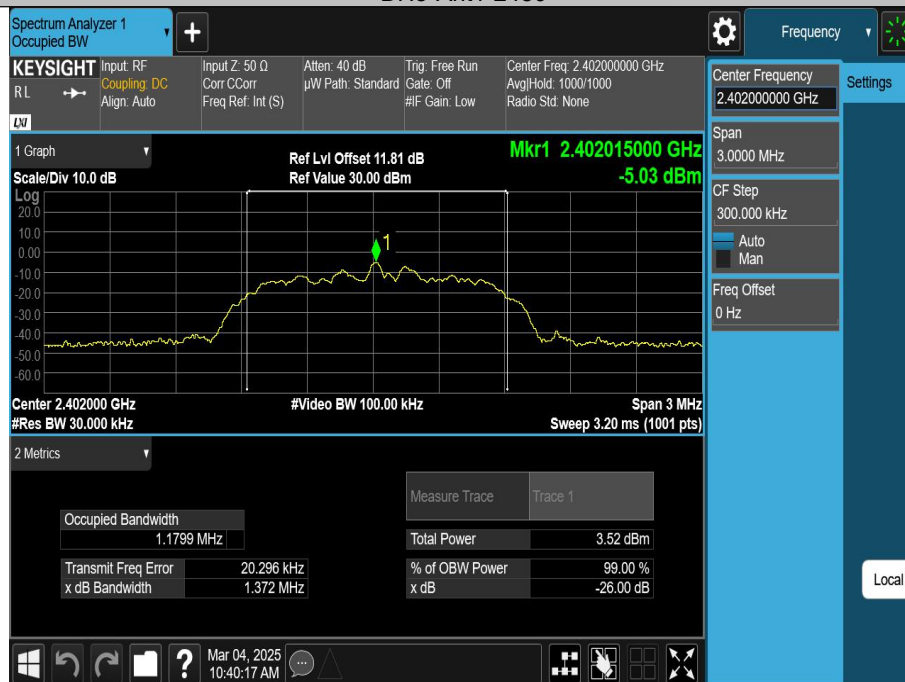 Spectrum Analyzer 1
Occupied BW
Frequency
KEYSIGHT
R L
LXI
Input: RF
Coupling: DC
Align: Auto
Input Z: 50 Ω
Corr CCorr
Freq Ref: Int (S)
Atten: 40 dB
µW Path: Standard
Trig: Free Run
Gate: Off
#IF Gain: Low
Center Freq: 2.402000000 GHz
Avg|Hold: 1000/1000
Radio Std: None
Center Frequency
2.402000000 GHz
Settings
Span
3.0000 MHz
CF Step
300.000 kHz
Auto
Man
Freq Offset
0 Hz
Local
1 Graph
Scale/Div 10.0 dB
Ref Lvl Offset 11.81 dB
Ref Value 30.00 dBm
Mkr1 2.402015000 GHz
-5.03 dBm
Log
20.0
10.0
0.00
-10.0
-20.0
-30.0
-40.0
-50.0
-60.0
1
Center 2.402000 GHz
#Res BW 30.000 kHz
#Video BW 100.00 kHz
Span 3 MHz
Sweep 3.20 ms (1001 pts)
2 Metrics
Measure Trace Trace 1
Occupied Bandwidth
1.1799 MHz
Total Power 3.52 dBm
Transmit Freq Error 20.296 kHz
% of OBW Power 99.00 %
x dB Bandwidth 1.372 MHz
x dB -26.00 dB
Mar 04, 2025
10:40:17 AM